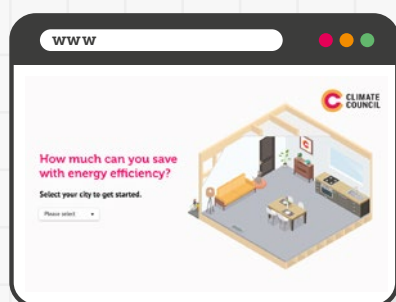 www
CLIMATE
COUNCIL
How much can you save
with energy efficiency?
Select your city to get started.
Please select